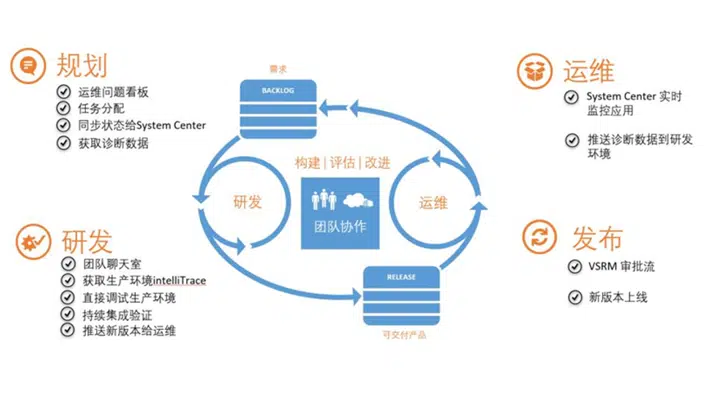 规划
运维问题看板
任务分配
同步状态给System Center
获取诊断数据
需求
BACKLOG
构建 | 评估 | 改进
研发
团队协作
运维
RELEASE
可交付产品
运维
System Center 实时
监控应用
推送诊断数据到研发
环境
研发
团队聊天室
获取生产环境intelliTrace
直接调试生产环境
持续集成验证
推送新版本给运维
发布
VSRM 审批流
新版本上线